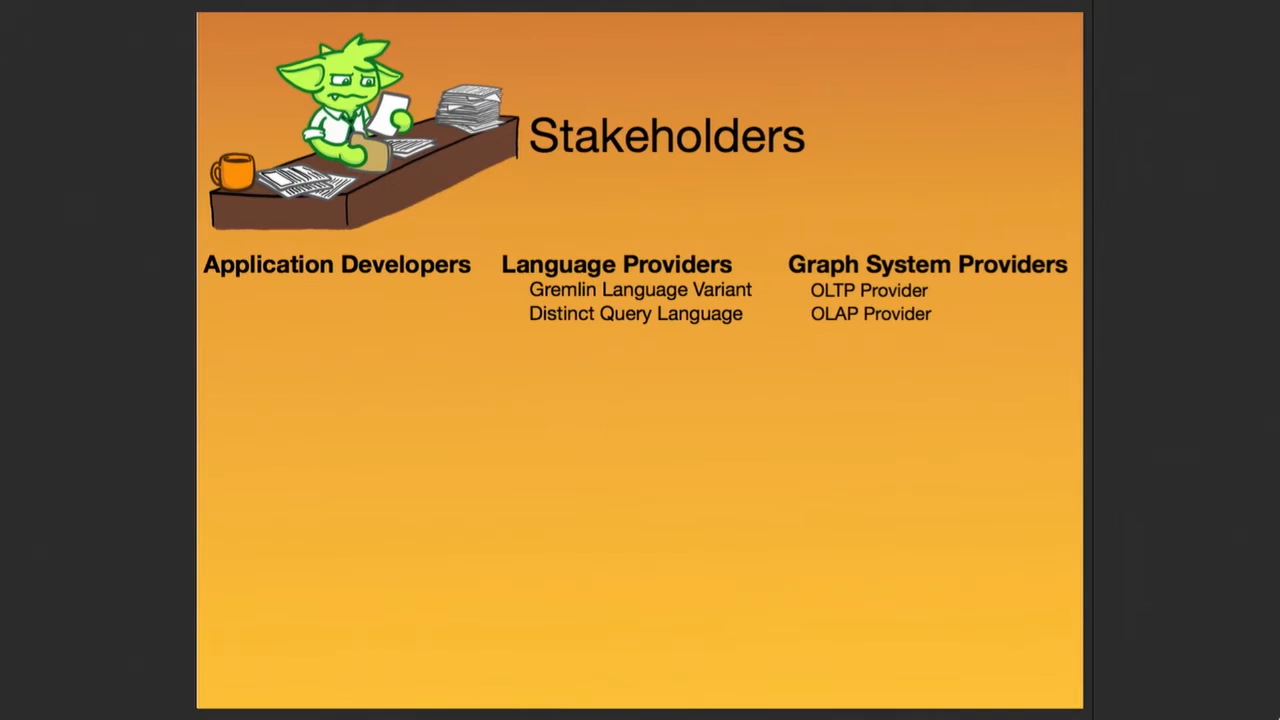 Stakeholders
Application Developers
Language Providers
Gremlin Language Variant
Distinct Query Language
Graph System Providers
OLTP Provider
OLAP Provider